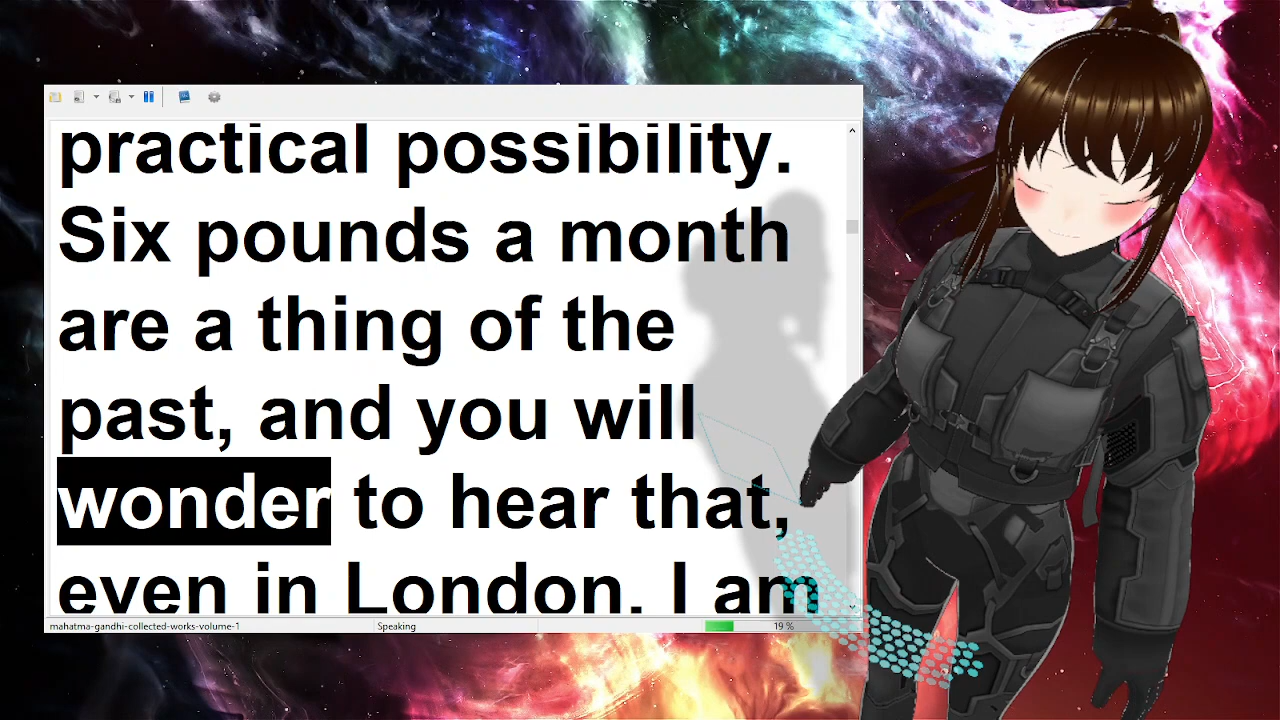 practical possibility.
Six pounds a month
are a thing of the
past, and you will
wonder to hear that,
even in London, I am
mahatma-gandhi-collected-works-volume-1
Speaking
19 %